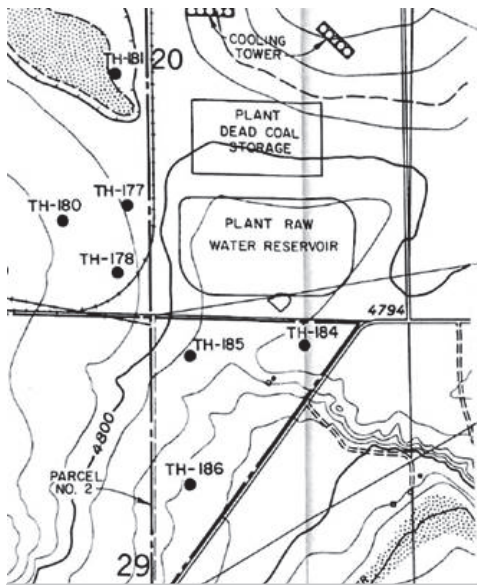 COOLING
TOWER
TH-181
20
PLANT
DEAD COAL
STORAGE
TH-177
TH-180
PLANT RAW
WATER RESERVOIR
TH-178
4794
TH-184
TH-185
4800
TH-186
PARCEL
NO. 2
29